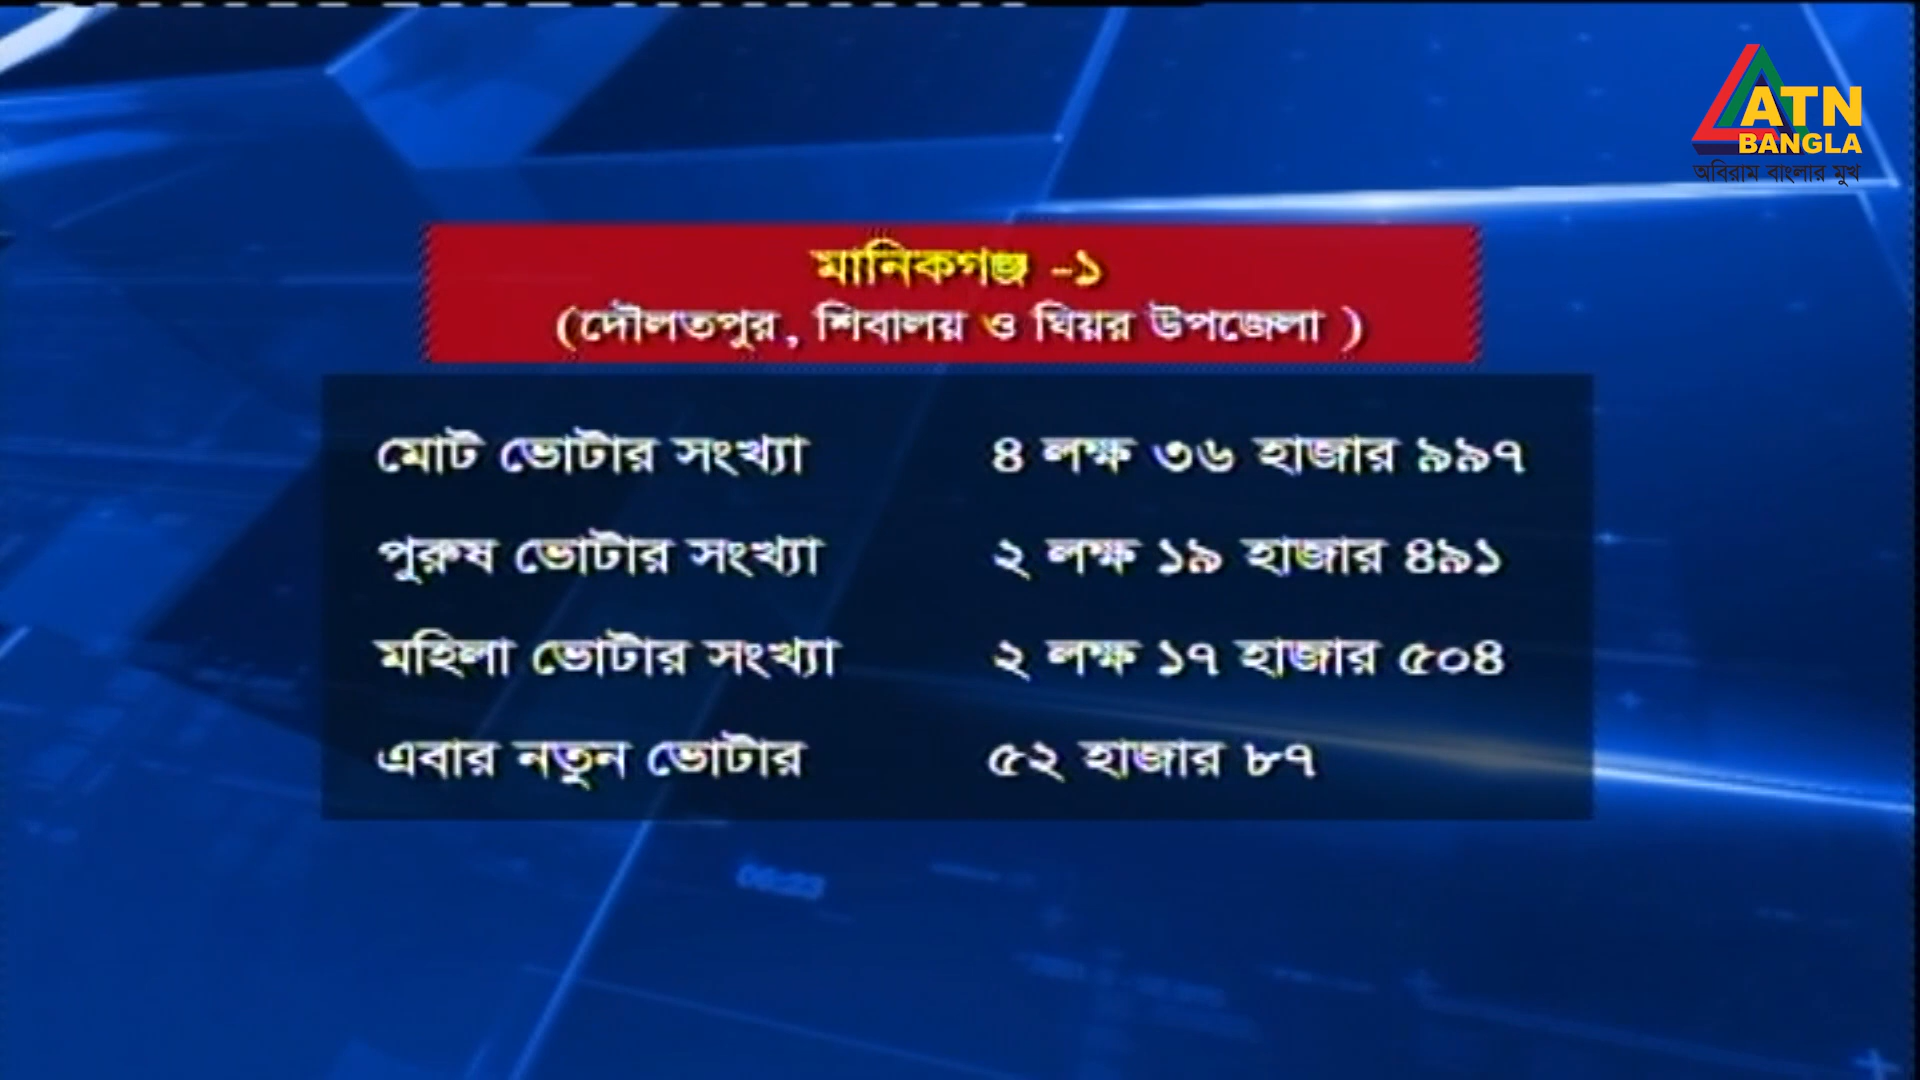 ATN
BANGLA
অবিরাম বাংলার মুখ
মানিকগঞ্জ -১
(দৌলতপুর, শিবালয় ও ঘিয়র উপজেলা )
মোট ভোটার সংখ্যা ৪ লক্ষ ৩৬ হাজার ৯৯৭
পুরুষ ভোটার সংখ্যা ২ লক্ষ ১৯ হাজার ৪৯১
মহিলা ভোটার সংখ্যা ২ লক্ষ ১৭ হাজার ৫০৪
এবার নতুন ভোটার ৫২ হাজার ৮৭